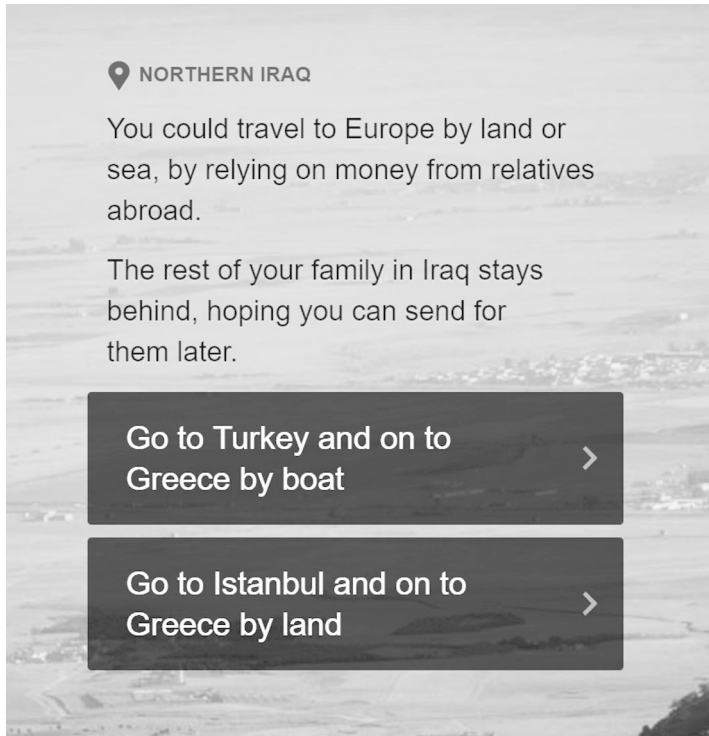 NORTHERN IRAQ
You could travel to Europe by land or
sea, by relying on money from relatives
abroad.
The rest of your family in Iraq stays
behind, hoping you can send for
them later.
Go to Turkey and on to
Greece by boat
Go to Istanbul and on to
Greece by land